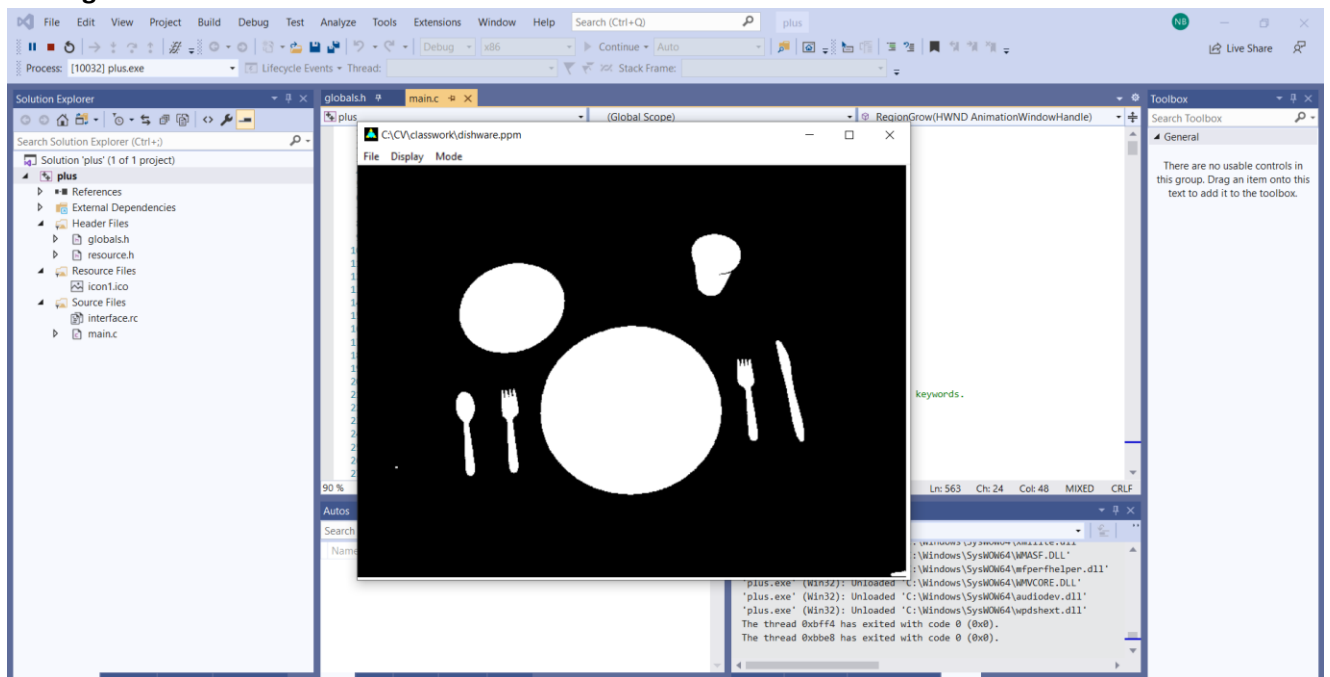 File Edit View Project Build Debug Test Analyze Tools Extensions Window Help Search (Ctrl+Q) plus NB
Debug x86 Continue Auto Live Share
Process: [10032] plus.exe Lifecycle Events Thread: Stack Frame:
Solution Explorer
globals.h main.c
Toolbox
plus (Global Scope) RegionGrow(HWND AnimationWindowHandle)
Search Toolbox
Search Solution Explorer (Ctrl+;)
General
Solution 'plus' (1 of 1 project)
plus
References
External Dependencies
Header Files
globals.h
resource.h
Resource Files
icon1.ico
Source Files
interface.rc
main.c
C:\CV\classwork\dishware.ppm
File Display Mode
There are no usable controls in
this group. Drag an item onto this
text to add it to the toolbox.
keywords.
90 % Ln: 563 Ch: 24 Col: 48 MIXED CRLF
Autos
Search
Name
:\Windows\SysWOW64\WMASF.DLL'
:\Windows\SysWOW64\mfperfhelper.dll'
'plus.exe' (Win32): Unloaded 'C:\Windows\SysWOW64\WMVCORE.DLL'
'plus.exe' (Win32): Unloaded 'C:\Windows\SysWOW64\audiodev.dll'
'plus.exe' (Win32): Unloaded 'C:\Windows\SysWOW64\wpdshext.dll'
The thread 0xbff4 has exited with code 0 (0x0).
The thread 0xbbe8 has exited with code 0 (0x0).